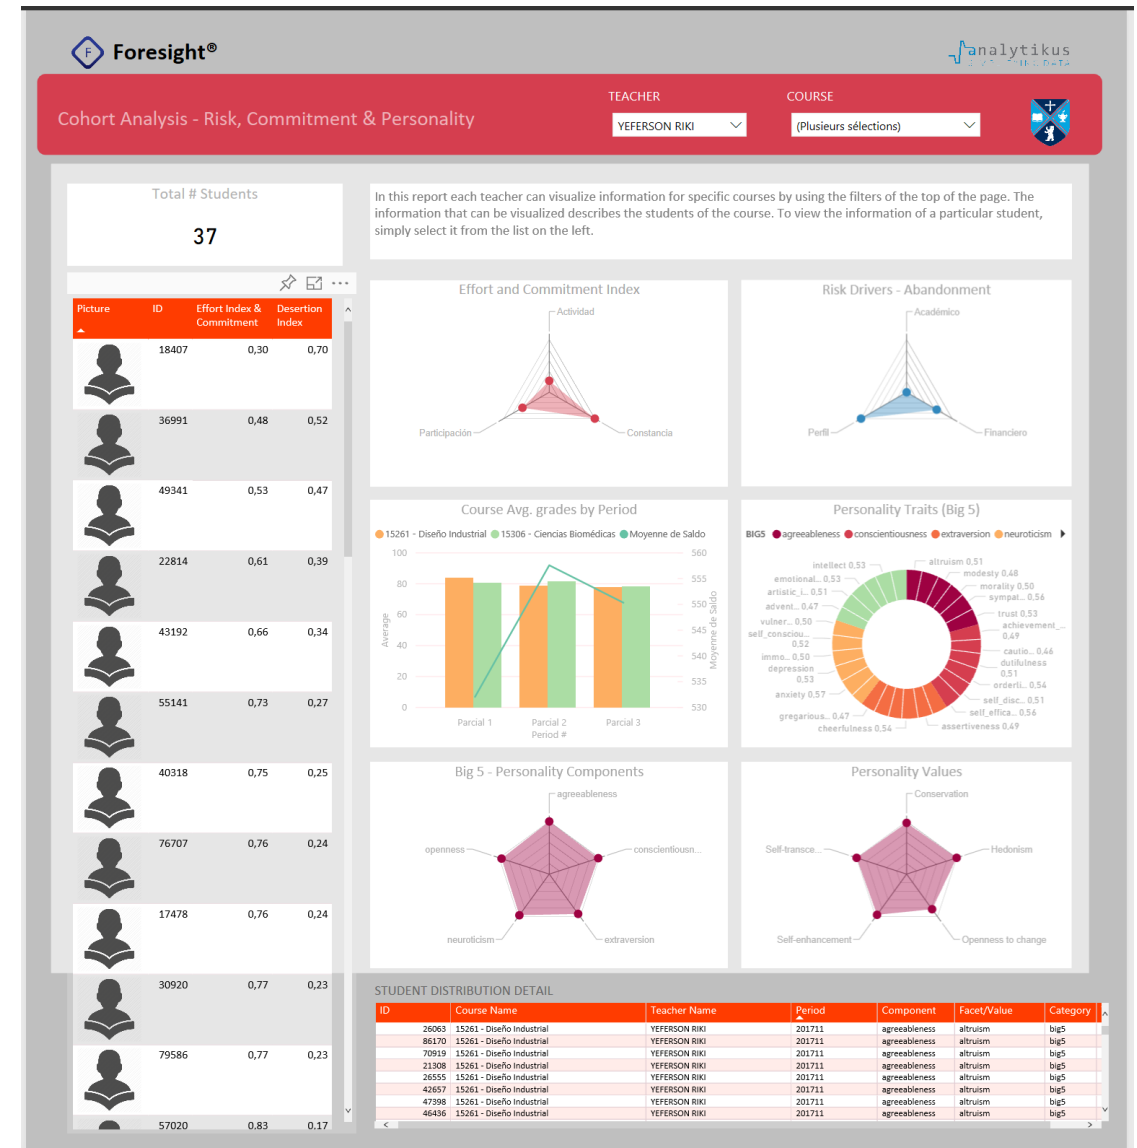 F Foresight®
analytikus
Cohort Analysis - Risk, Commitment & Personality
TEACHER
YEFERSON RIKI
COURSE
(Plusieurs sélections)
Total # Students
37
In this report each teacher can visualize information for specific courses by using the filters of the top of the page. The
information that can be visualized describes the students of the course. To view the information of a particular student,
simply select it from the list on the left.
Picture ID Effort Index & Commitment Desertion Index
18407 0,30 0,70
36991 0,48 0,52
49341 0,53 0,47
22814 0,61 0,39
43192 0,66 0,34
55141 0,73 0,27
40318 0,75 0,25
76707 0,76 0,24
17478 0,76 0,24
30920 0,77 0,23
79586 0,77 0,23
57020 0.83 0.17
Effort and Commitment Index
Actividad
Participación
Constancia
Risk Drivers - Abandonment
Académico
Perfil
Financiero
Course Avg. grades by Period
15261 - Diseño Industrial 15306 - Ciencias Biomédicas Moyenne de Saldo
100
80
60
40
20
0
Average
560
555
550
545
540
535
530
Moyenne de Saldo
Parcial 1 Parcial 2 Parcial 3
Period #
Personality Traits (Big 5)
BIG5 agreeableness conscientiousness extraversion neuroticism
altruism 0,51
modesty 0,48
morality 0,50
sympat... 0,56
trust 0,53
achievement_...
0,49
cautio... 0,46
dutifulness
0,51
orderli... 0,54
self_disc... 0,51
self_effica... 0,56
assertiveness 0,49
cheerfulness 0,54
gregarious... 0,47
anxiety 0,57
depression
0,53
immo... 0,50
self_consciou...
0,52
vulner... 0,50
advent... 0,47
artistic_i... 0,51
emotional... 0,53
intellect 0,53
Big 5 - Personality Components
agreeableness
openness
conscientiousn...
neuroticism
extraversion
Personality Values
Conservation
Self-transce...
Hedonism
Self-enhancement
Openness to change
STUDENT DISTRIBUTION DETAIL
ID Course Name Teacher Name Period Component Facet/Value Category
26063 15261 - Diseño Industrial YEFERSON RIKI 201711 agreeableness altruism big5
86170 15261 - Diseño Industrial YEFERSON RIKI 201711 agreeableness altruism big5
70919 15261 - Diseño Industrial YEFERSON RIKI 201711 agreeableness altruism big5
21308 15261 - Diseño Industrial YEFERSON RIKI 201711 agreeableness altruism big5
26555 15261 - Diseño Industrial YEFERSON RIKI 201711 agreeableness altruism big5
42657 15261 - Diseño Industrial YEFERSON RIKI 201711 agreeableness altruism big5
47398 15261 - Diseño Industrial YEFERSON RIKI 201711 agreeableness altruism big5
46436 15261 - Diseño Industrial YEFERSON RIKI 201711 agreeableness altruism big5